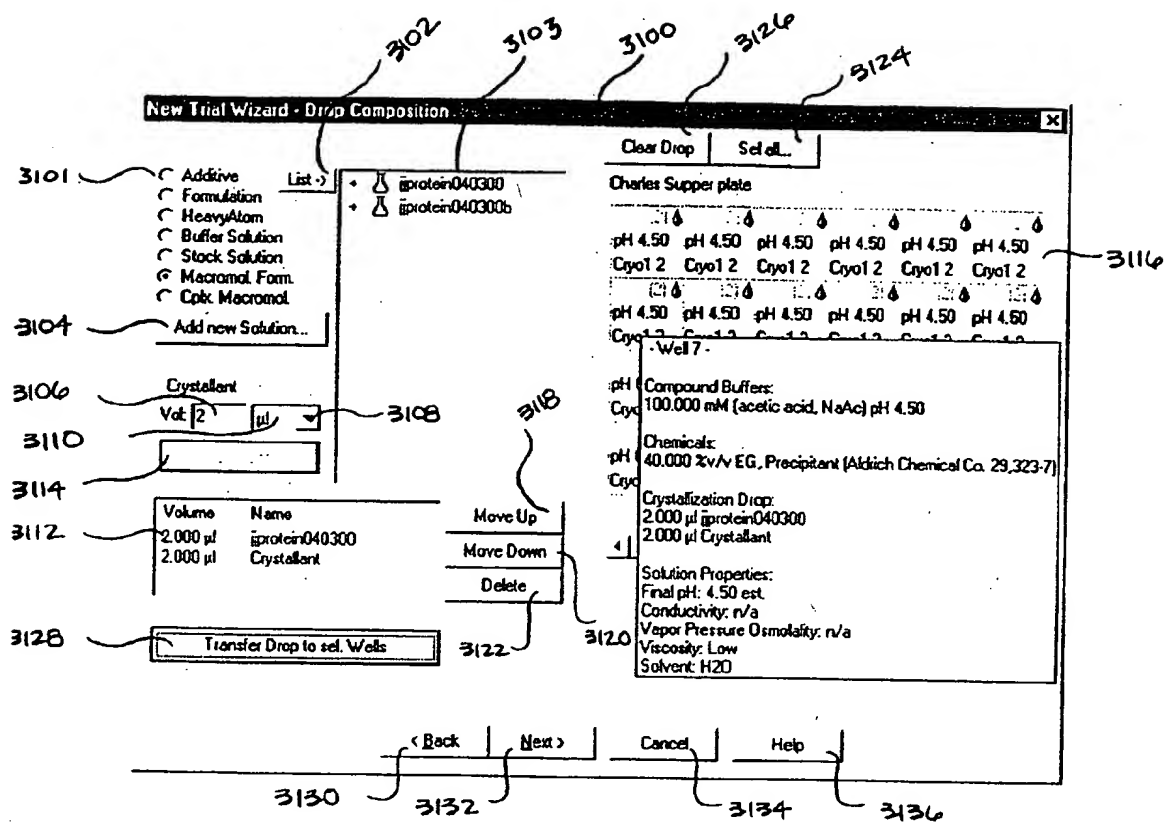 3102
3103
3100
3126
3124
New Trial Wizard - Drop Composition
Clear Drop
Sel all...
3101
Additive
Formulation
HeavyAtom
Buffer Solution
Stock Solution
Macromol. Form.
Cplx. Macromol.
List ->
+ jjprotein040300
+ jjprotein040300b
Charles Supper plate
pH 4.50 pH 4.50 pH 4.50 pH 4.50 pH 4.50 pH 4.50
Cryo1 2 Cryo1 2 Cryo1 2 Cryo1 2 Cryo1 2 Cryo1 2
3116
pH 4.50 pH 4.50 pH 4.50 pH 4.50 pH 4.50 pH 4.50
3104
Add new Solution...
Crystallant
3106
Vol: 2 µl
3108
3110
3114
3118
- Well 7 -
Compound Buffers:
100.000 mM (acetic acid, NaAc) pH 4.50
Chemicals:
40.000 %v/v EG, Precipitant (Aldrich Chemical Co. 29,323-7)
Crystallization Drop:
2.000 µl jjprotein040300
2.000 µl Crystallant
Solution Properties:
Final pH: 4.50 est.
Conductivity: n/a
Vapor Pressure Osmolality: n/a
Viscosity: Low
Solvent: H2O
3112
Volume Name
2.000 µl jjprotein040300
2.000 µl Crystallant
Move Up
Move Down
Delete
3120
3122
3128
Transfer Drop to sel. Wells
< Back
Next >
Cancel
Help
3130
3132
3134
3136